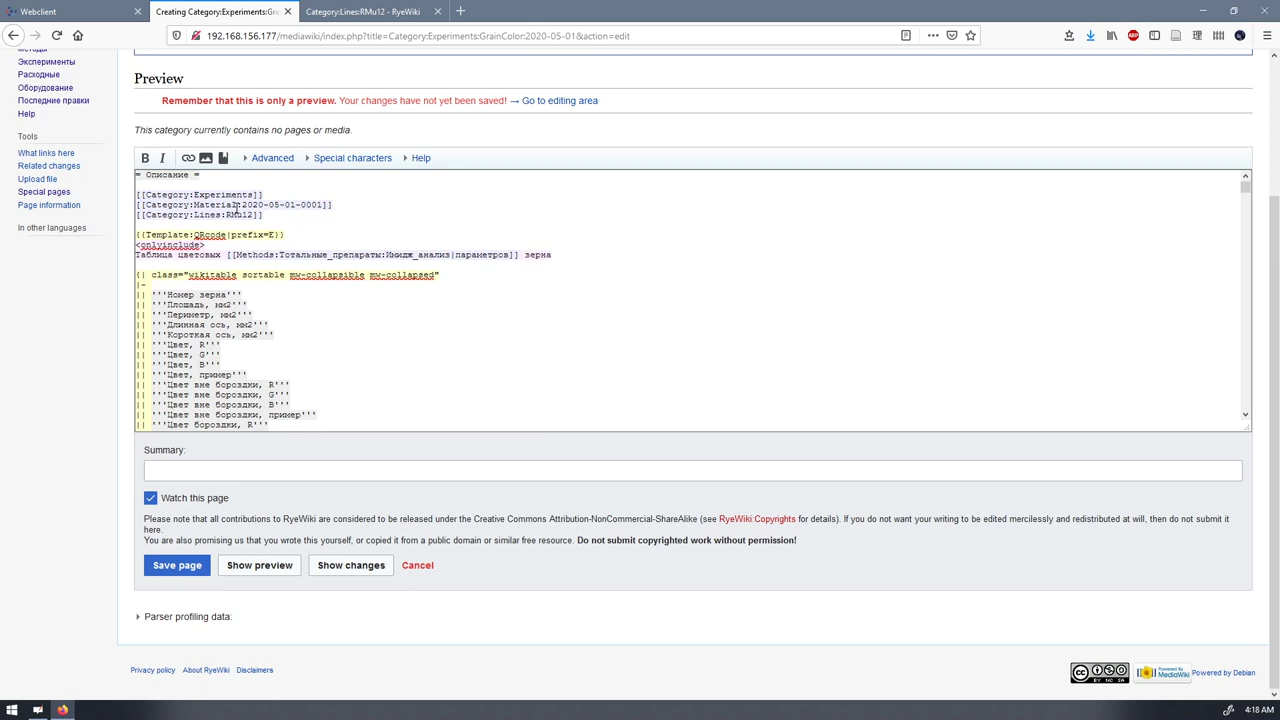 Webclient
Creating Category:Experiments:Gra
Category:Lines:RMu12 - RyeWiki
192.168.156.177/mediawiki/index.php?title=Category:Experiments:GrainColor:2020-05-01&action=edit
Методы
Эксперименты
Расходные
Оборудование
Последние правки
Help
Tools
What links here
Related changes
Upload file
Special pages
Page information
In other languages
Preview
Remember that this is only a preview. Your changes have not yet been saved! → Go to editing area
This category currently contains no pages or media.
B I Advanced Special characters Help
= Описание =
[[Category:Experiments]]
[[Category:Material:2020-05-01-0001]]
[[Category:Lines:RMu12]]
{{Template:QRcode|prefix=E}}
<onlyinclude>
Таблица цветовых [[Methods:Тотальные_препараты:Имидж_анализ|параметров]] зерна
{| class="wikitable sortable mw-collapsible mw-collapsed"
|-
|| '''Номер зерна'''
|| '''Площадь, мм2'''
|| '''Периметр, мм2'''
|| '''Длинная ось, мм2'''
|| '''Короткая ось, мм2'''
|| '''Цвет, R'''
|| '''Цвет, G'''
|| '''Цвет, B'''
|| '''Цвет, пример'''
|| '''Цвет вне бороздки, R'''
|| '''Цвет вне бороздки, G'''
|| '''Цвет вне бороздки, B'''
|| '''Цвет вне бороздки, пример'''
|| '''Цвет бороздки, R'''
Summary:
Watch this page
Please note that all contributions to RyeWiki are considered to be released under the Creative Commons Attribution-NonCommercial-ShareAlike (see RyeWiki:Copyrights for details). If you do not want your writing to be edited mercilessly and redistributed at will, then do not submit it
here.
You are also promising us that you wrote this yourself, or copied it from a public domain or similar free resource. Do not submit copyrighted work without permission!
Save page Show preview Show changes Cancel
Parser profiling data:
Privacy policy About RyeWiki Disclaimers
Powered by MediaWiki
Powered by Debian
4:18 AM